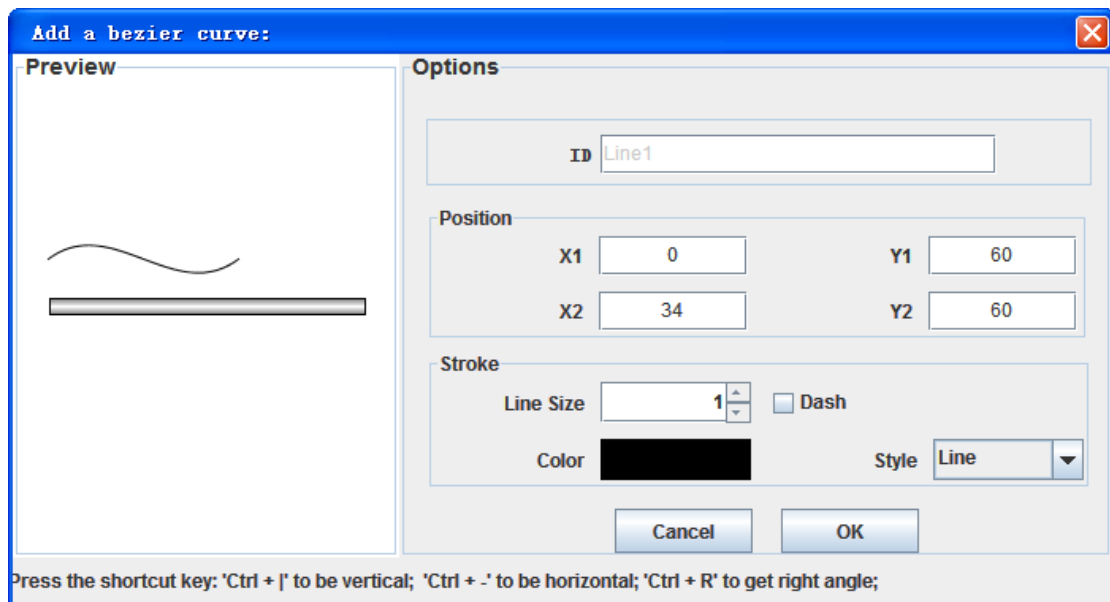 Add a bezier curve:
Preview
Options
ID Line1
Position
X1 0 Y1 60
X2 34 Y2 60
Stroke
Line Size 1 Dash
Color Style Line
Cancel OK
Press the shortcut key: 'Ctrl + |' to be vertical; 'Ctrl + -' to be horizontal; 'Ctrl + R' to get right angle;